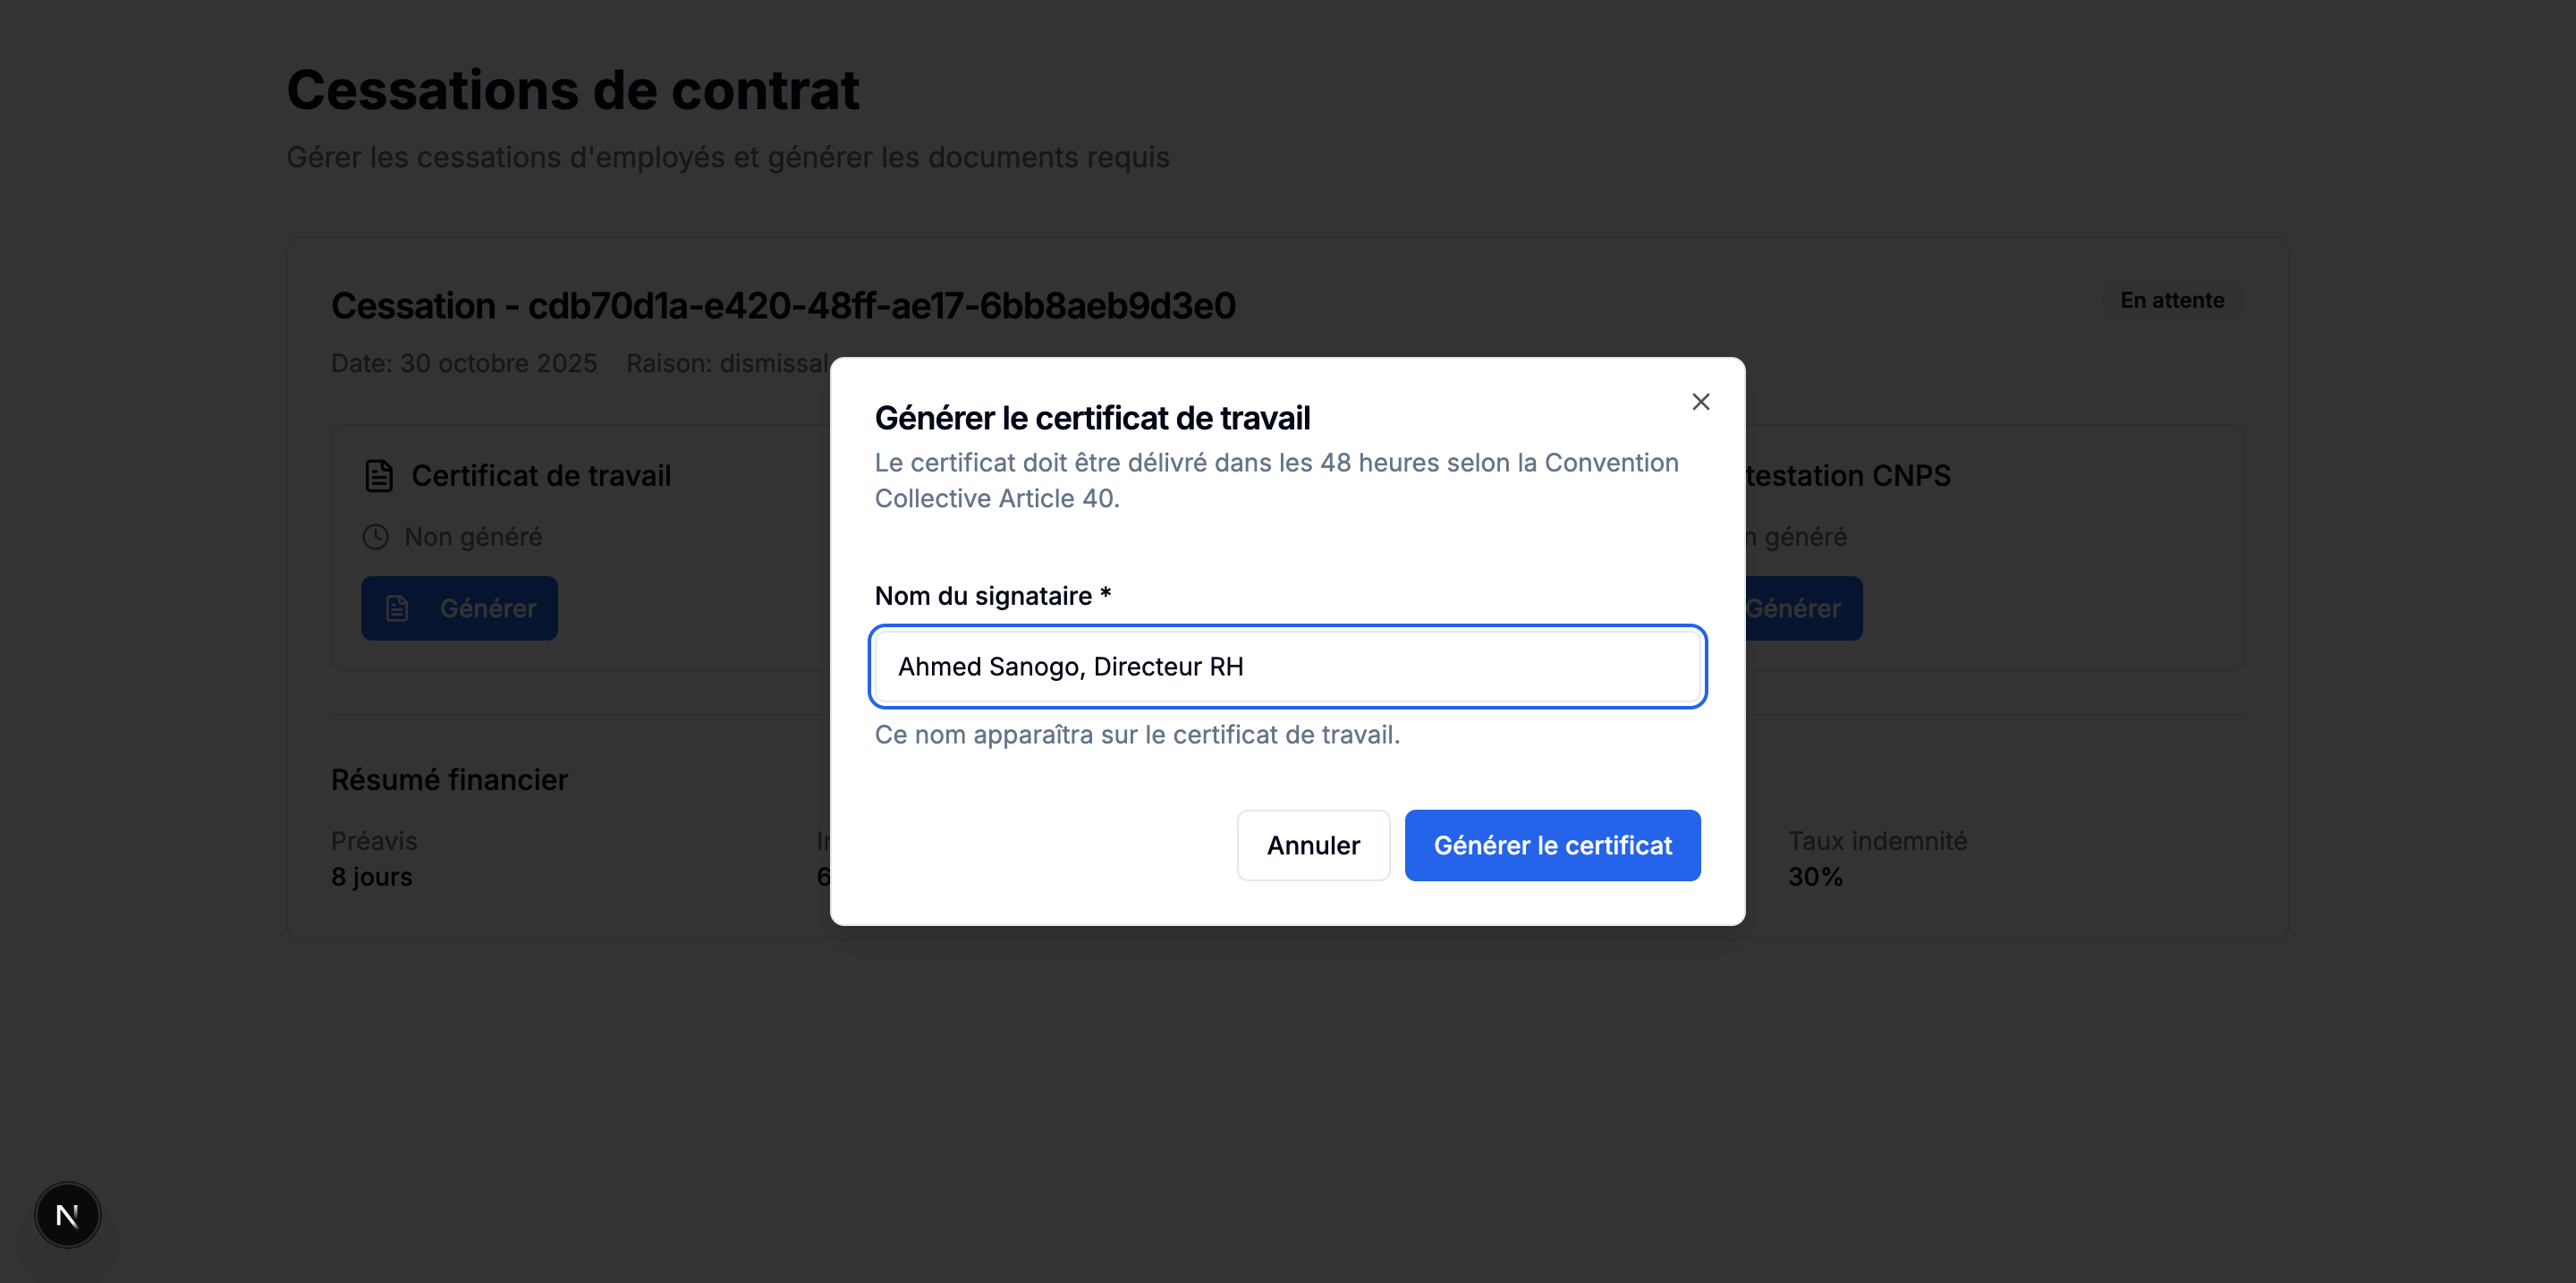 Cessations de contrat
Gérer les cessations d'employés et générer les documents requis
Cessation - cdb70d1a-e420-48ff-ae17-6bb8aeb9d3e0
En attente
Date: 30 octobre 2025 Raison: dismissal
Certificat de travail
Non généré
Générer
testation CNPS
généré
Générer
Générer le certificat de travail
Le certificat doit être délivré dans les 48 heures selon la Convention
Collective Article 40.
Nom du signataire *
Ahmed Sanogo, Directeur RH
Ce nom apparaîtra sur le certificat de travail.
Annuler
Générer le certificat
Résumé financier
Préavis
8 jours
Taux indemnité
30%
N